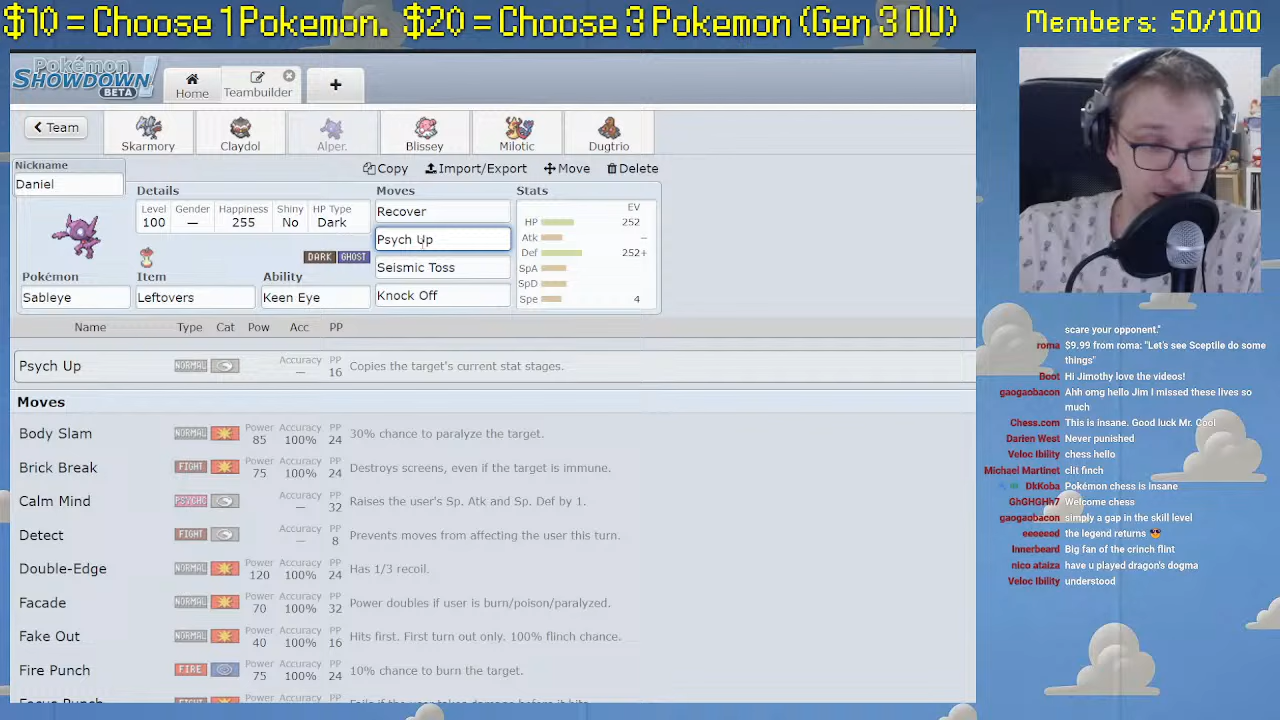 $10 = Choose 1 Pokemon. $20 = Choose 3 Pokemon (Gen 3 OU)
Members: 50/100
Pokémon
SHOWDOWN!
BETA
Home
Teambuilder
+
Team
Skarmory
Claydol
Alper.
Blissey
Milotic
Dugtrio
Nickname
Daniel
Copy
Import/Export
Move
Delete
Details
Level Gender Happiness Shiny HP Type
100 — 255 No Dark
DARK GHOST
Pokémon
Sableye
Item
Leftovers
Ability
Keen Eye
Moves
Recover
Psych Up
Seismic Toss
Knock Off
Stats
EV
HP 252
Atk –
Def 252+
SpA
SpD
Spe 4
Name Type Cat Pow Acc PP
Psych Up NORMAL Accuracy — PP 16 Copies the target's current stat stages.
Moves
Body Slam NORMAL Power 85 Accuracy 100% PP 24 30% chance to paralyze the target.
Brick Break FIGHT Power 75 Accuracy 100% PP 24 Destroys screens, even if the target is immune.
Calm Mind PSYCHC Accuracy — PP 32 Raises the user's Sp. Atk and Sp. Def by 1.
Detect FIGHT Accuracy — PP 8 Prevents moves from affecting the user this turn.
Double-Edge NORMAL Power 120 Accuracy 100% PP 24 Has 1/3 recoil.
Facade NORMAL Power 70 Accuracy 100% PP 32 Power doubles if user is burn/poison/paralyzed.
Fake Out NORMAL Power 40 Accuracy 100% PP 16 Hits first. First turn out only. 100% flinch chance.
Fire Punch FIRE Power 75 Accuracy 100% PP 24 10% chance to burn the target.
scare your opponent."
roma $9.99 from roma: "Let's see Sceptile do some
things"
Boot Hi Jimothy love the videos!
gaogaobacon Ahh omg hello Jim I missed these lives so
much
Chess.com This is insane. Good luck Mr. Cool
Darien West Never punished
Veloc Ibility chess hello
Michael Martinet clit finch
DkKoba Pokémon chess is insane
GhGHGHh7 Welcome chess
gaogaobacon simply a gap in the skill level
eeeeeod the legend returns 😎
Innerbeard Big fan of the crinch flint
nico ataiza have u played dragon's dogma
Veloc Ibility understood